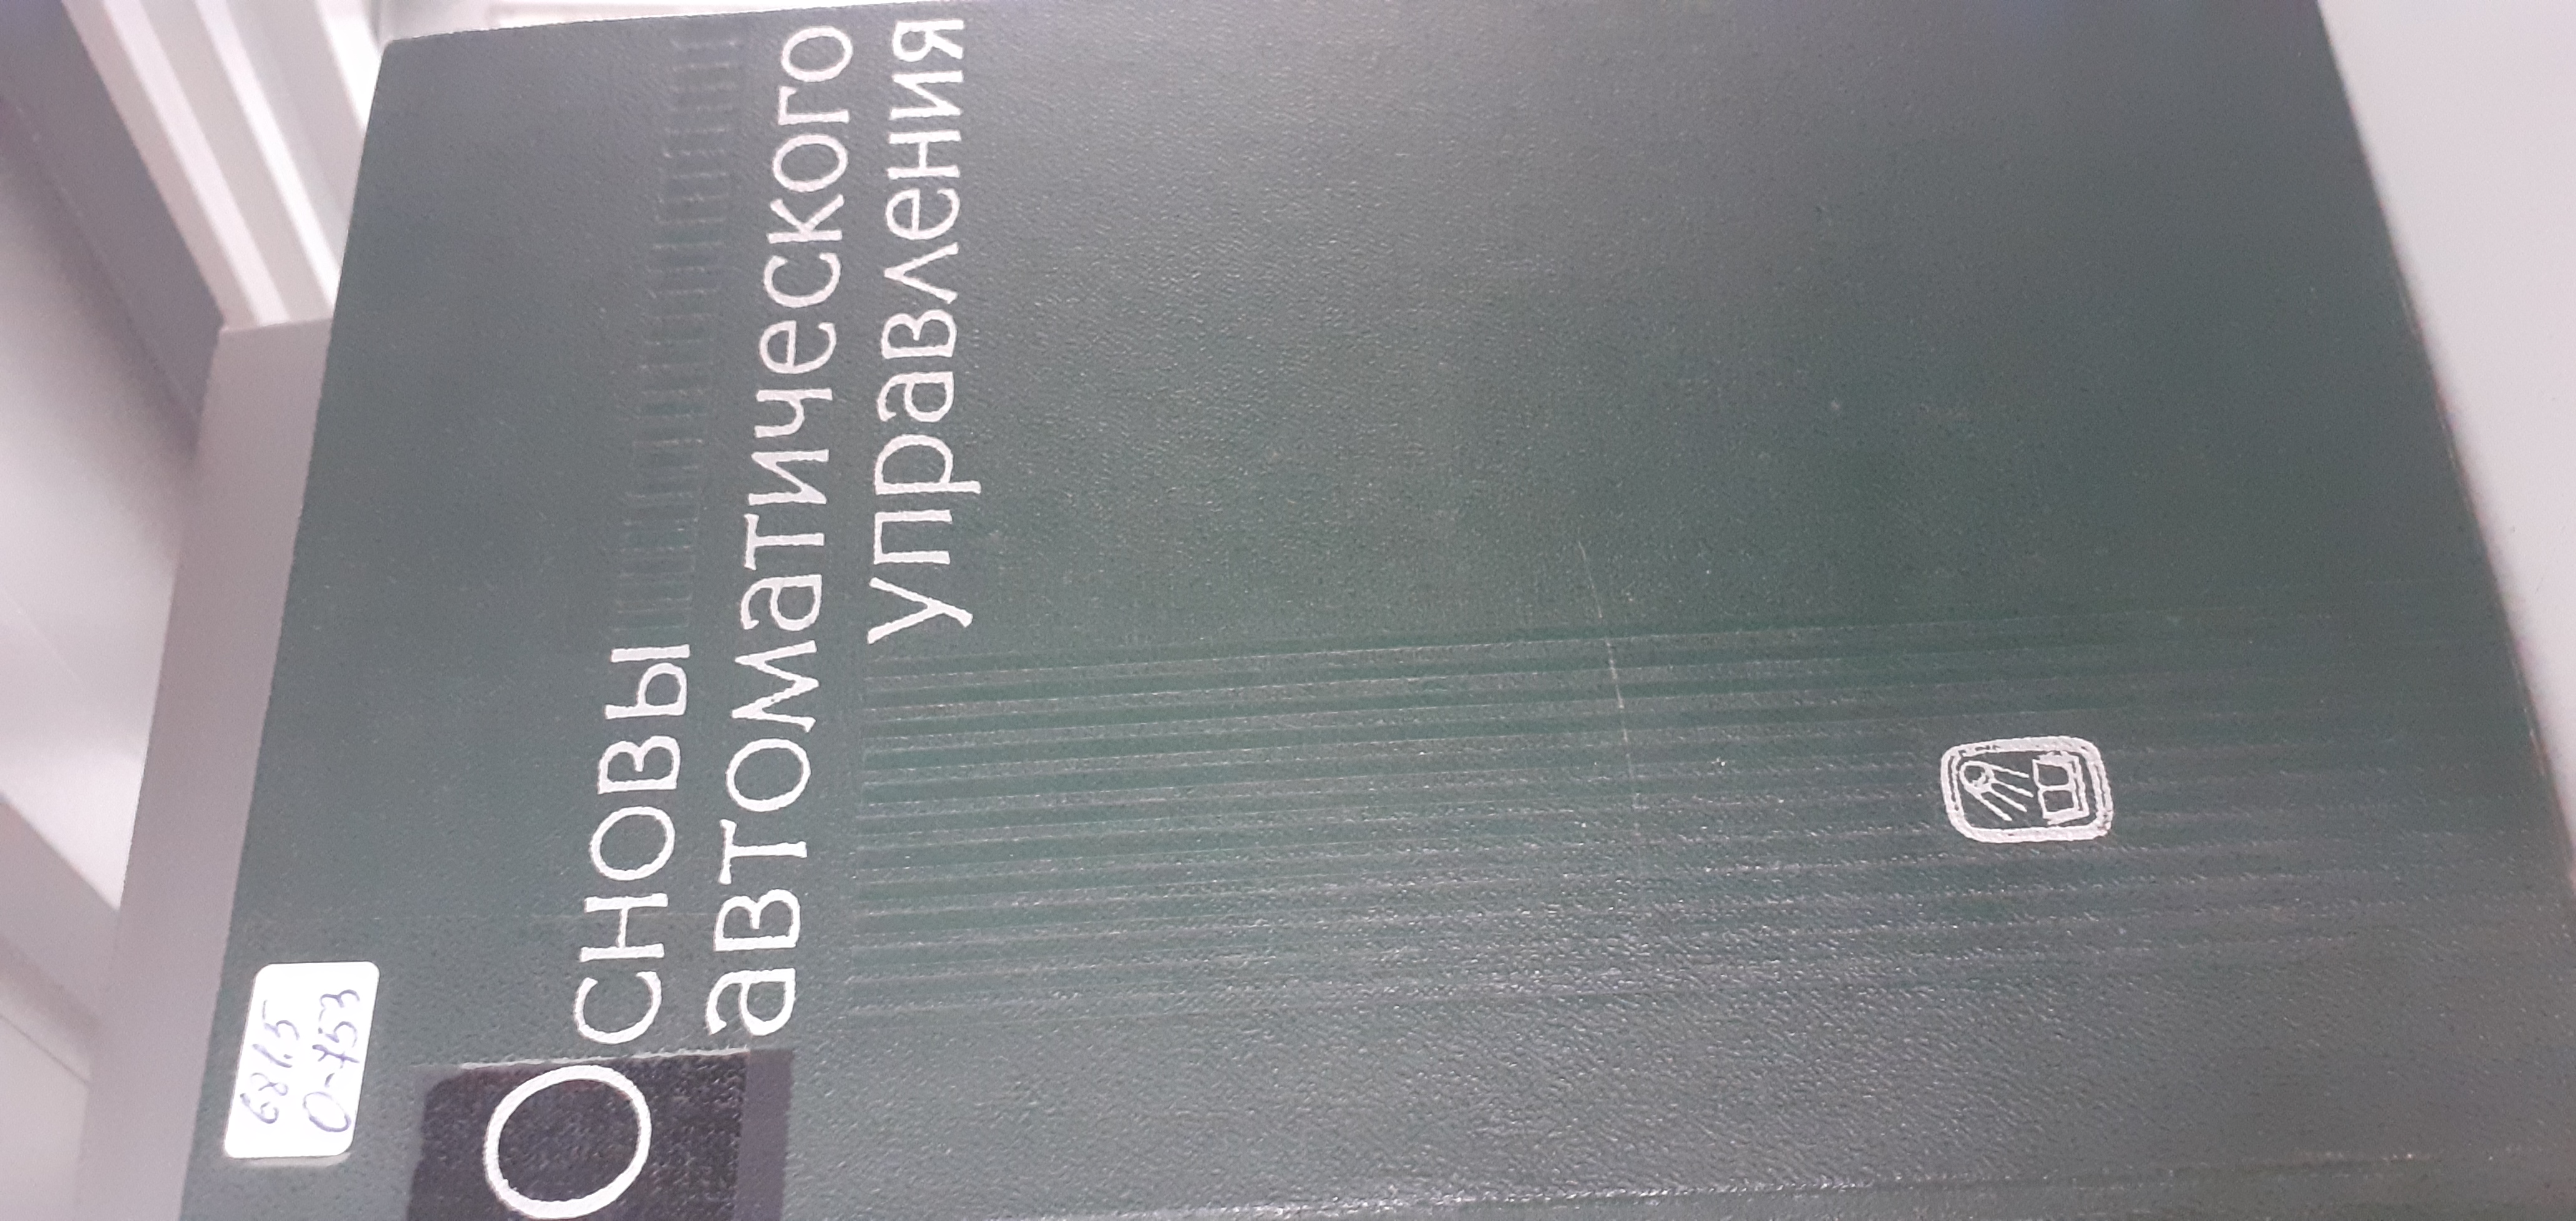 681.5
О-753
Основы
автоматического
управления